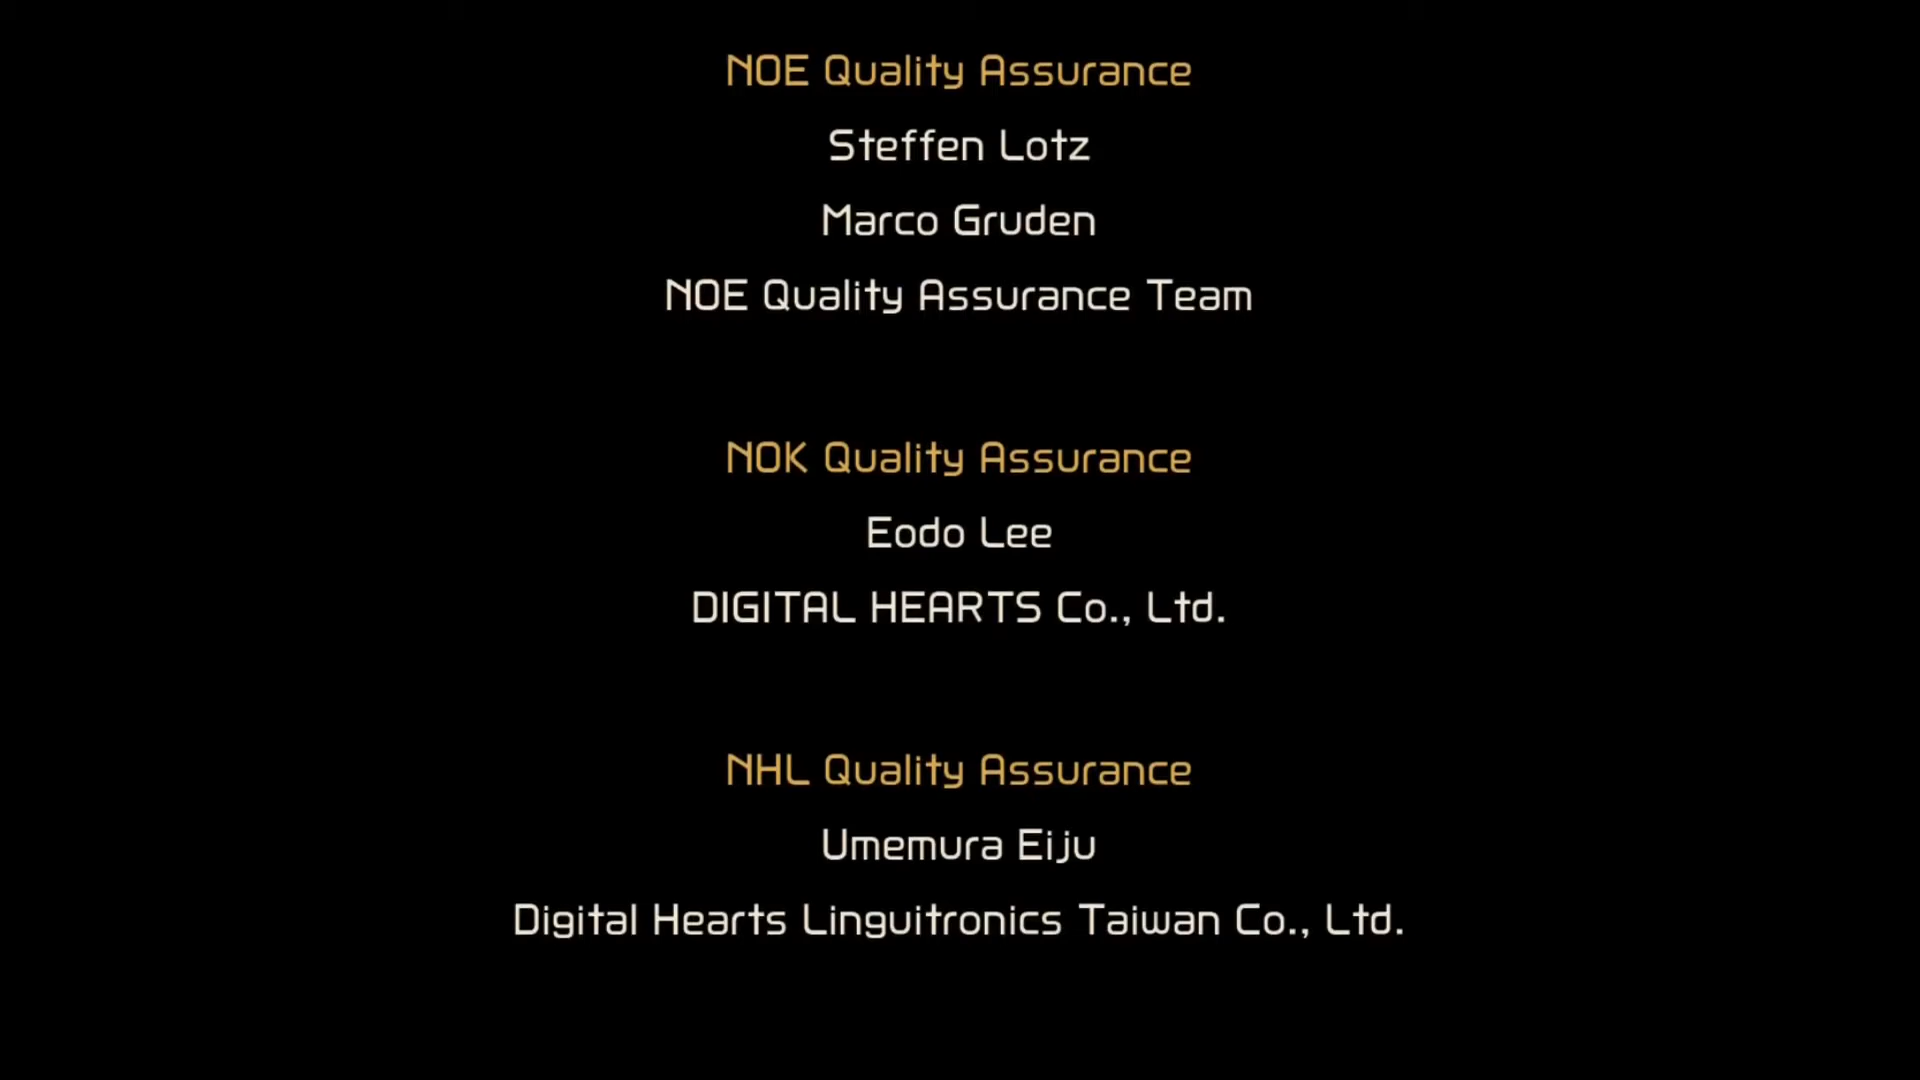 NOE Quality Assurance
Steffen Lotz
Marco Gruden
NOE Quality Assurance Team
NOK Quality Assurance
Eodo Lee
DIGITAL HEARTS Co., Ltd.
NHL Quality Assurance
Umemura Eiju
Digital Hearts Linguitronics Taiwan Co., Ltd.